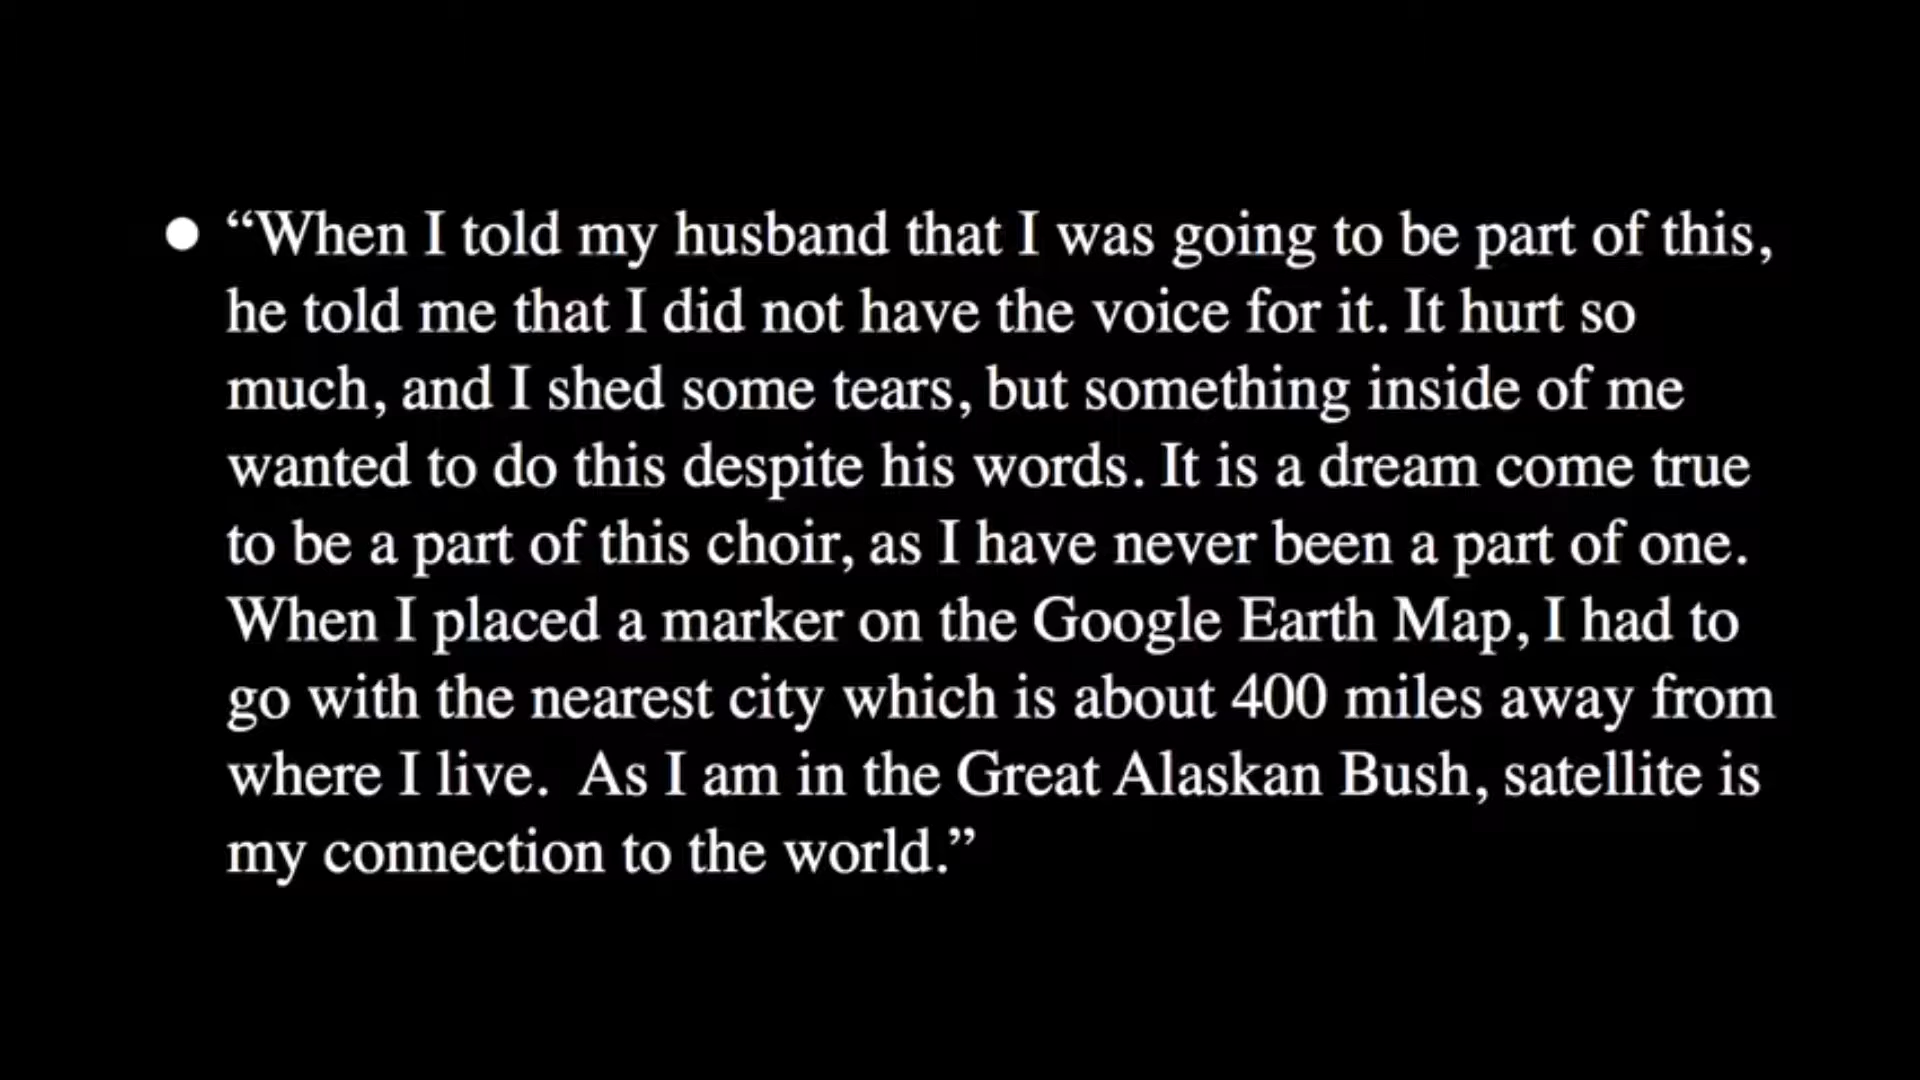 ● “When I told my husband that I was going to be part of this,
he told me that I did not have the voice for it. It hurt so
much, and I shed some tears, but something inside of me
wanted to do this despite his words. It is a dream come true
to be a part of this choir, as I have never been a part of one.
When I placed a marker on the Google Earth Map, I had to
go with the nearest city which is about 400 miles away from
where I live.  As I am in the Great Alaskan Bush, satellite is
my connection to the world.”